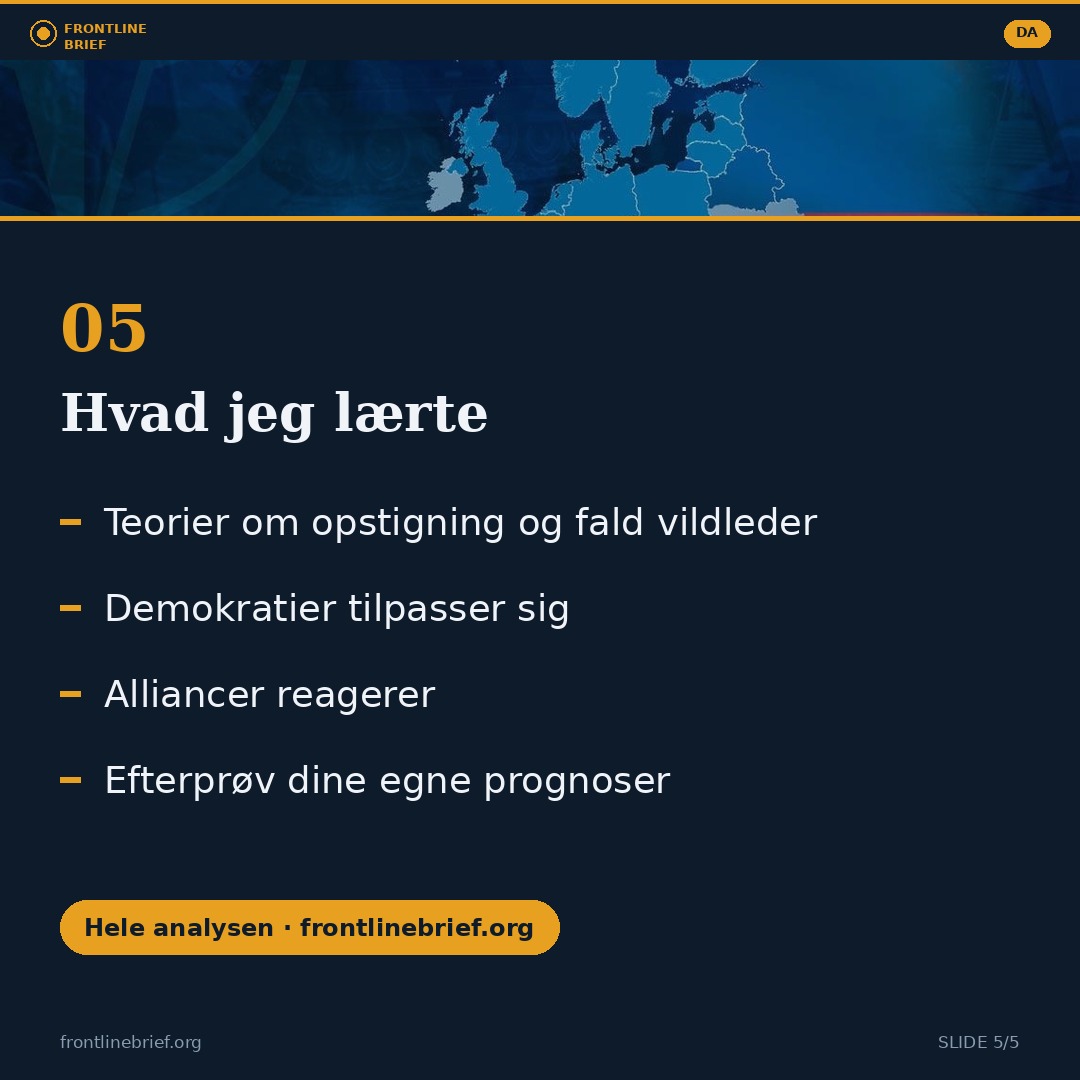 FRONTLINE
BRIEF
DA
05
Hvad jeg lærte
Teorier om opstigning og fald vildleder
Demokratier tilpasser sig
Alliancer reagerer
Efterprøv dine egne prognoser
Hele analysen · frontlinebrief.org
frontlinebrief.org
SLIDE 5/5